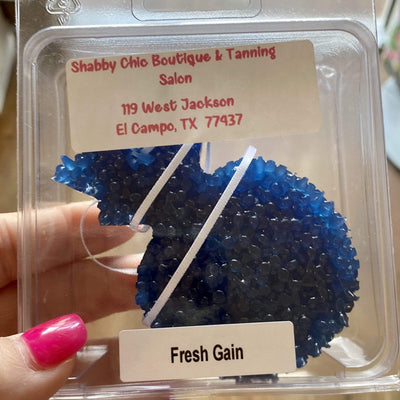 Shabby Chic Boutique & Tanning
Salon
119 West Jackson
El Campo, TX 77437
Fresh Gain